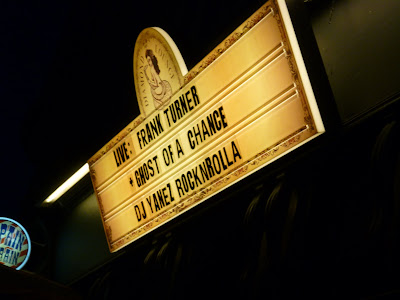 LIVE: FRANK TURNER
+ GHOST OF A CHANCE
DJ YANEZ ROCKNROLLA